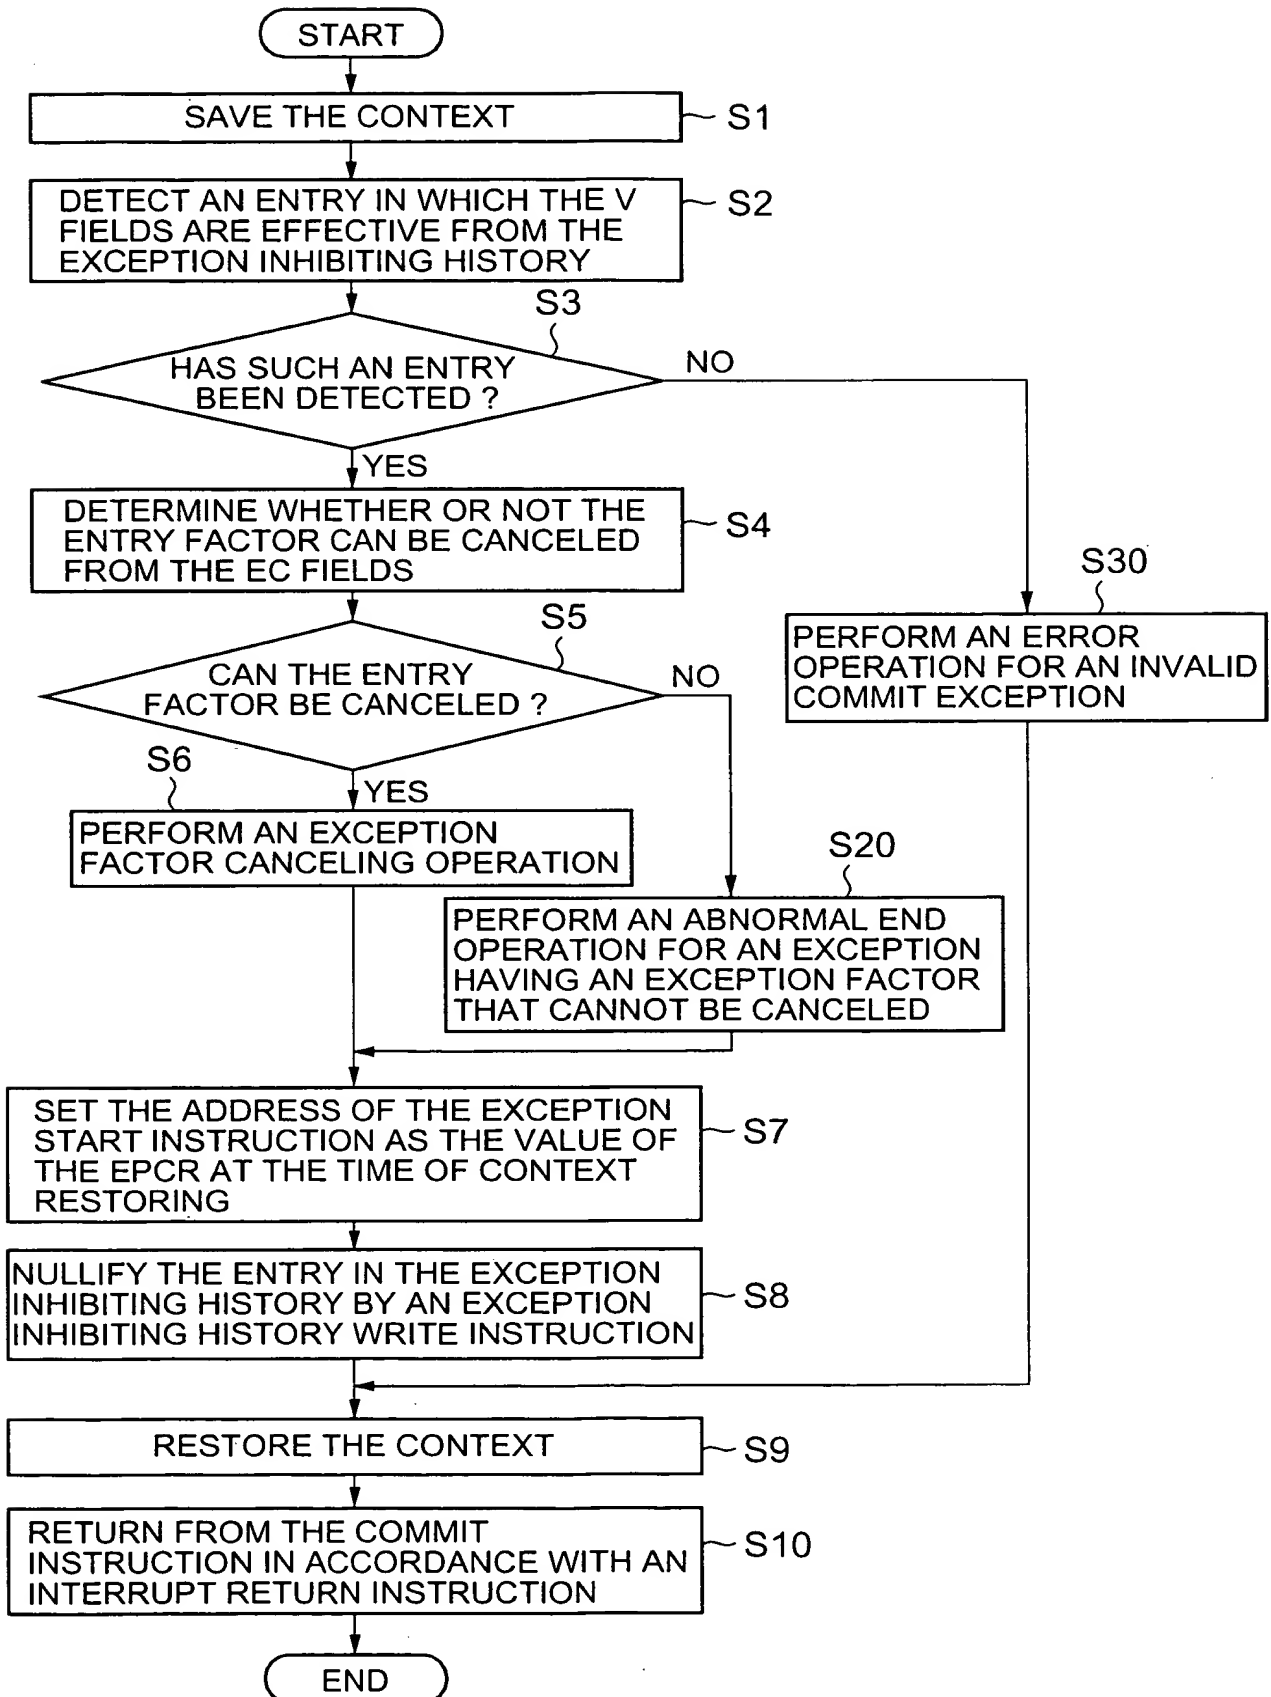 START
SAVE THE CONTEXT
S1
DETECT AN ENTRY IN WHICH THE V
FIELDS ARE EFFECTIVE FROM THE
EXCEPTION INHIBITING HISTORY
S2
S3
HAS SUCH AN ENTRY
BEEN DETECTED ?
NO
YES
DETERMINE WHETHER OR NOT THE
ENTRY FACTOR CAN BE CANCELED
FROM THE EC FIELDS
S4
S30
PERFORM AN ERROR
OPERATION FOR AN INVALID
COMMIT EXCEPTION
S5
CAN THE ENTRY
FACTOR BE CANCELED ?
NO
YES
S6
PERFORM AN EXCEPTION
FACTOR CANCELING OPERATION
S20
PERFORM AN ABNORMAL END
OPERATION FOR AN EXCEPTION
HAVING AN EXCEPTION FACTOR
THAT CANNOT BE CANCELED
SET THE ADDRESS OF THE EXCEPTION
START INSTRUCTION AS THE VALUE OF
THE EPCR AT THE TIME OF CONTEXT
RESTORING
S7
NULLIFY THE ENTRY IN THE EXCEPTION
INHIBITING HISTORY BY AN EXCEPTION
INHIBITING HISTORY WRITE INSTRUCTION
S8
RESTORE THE CONTEXT
S9
RETURN FROM THE COMMIT
INSTRUCTION IN ACCORDANCE WITH AN
INTERRUPT RETURN INSTRUCTION
S10
END